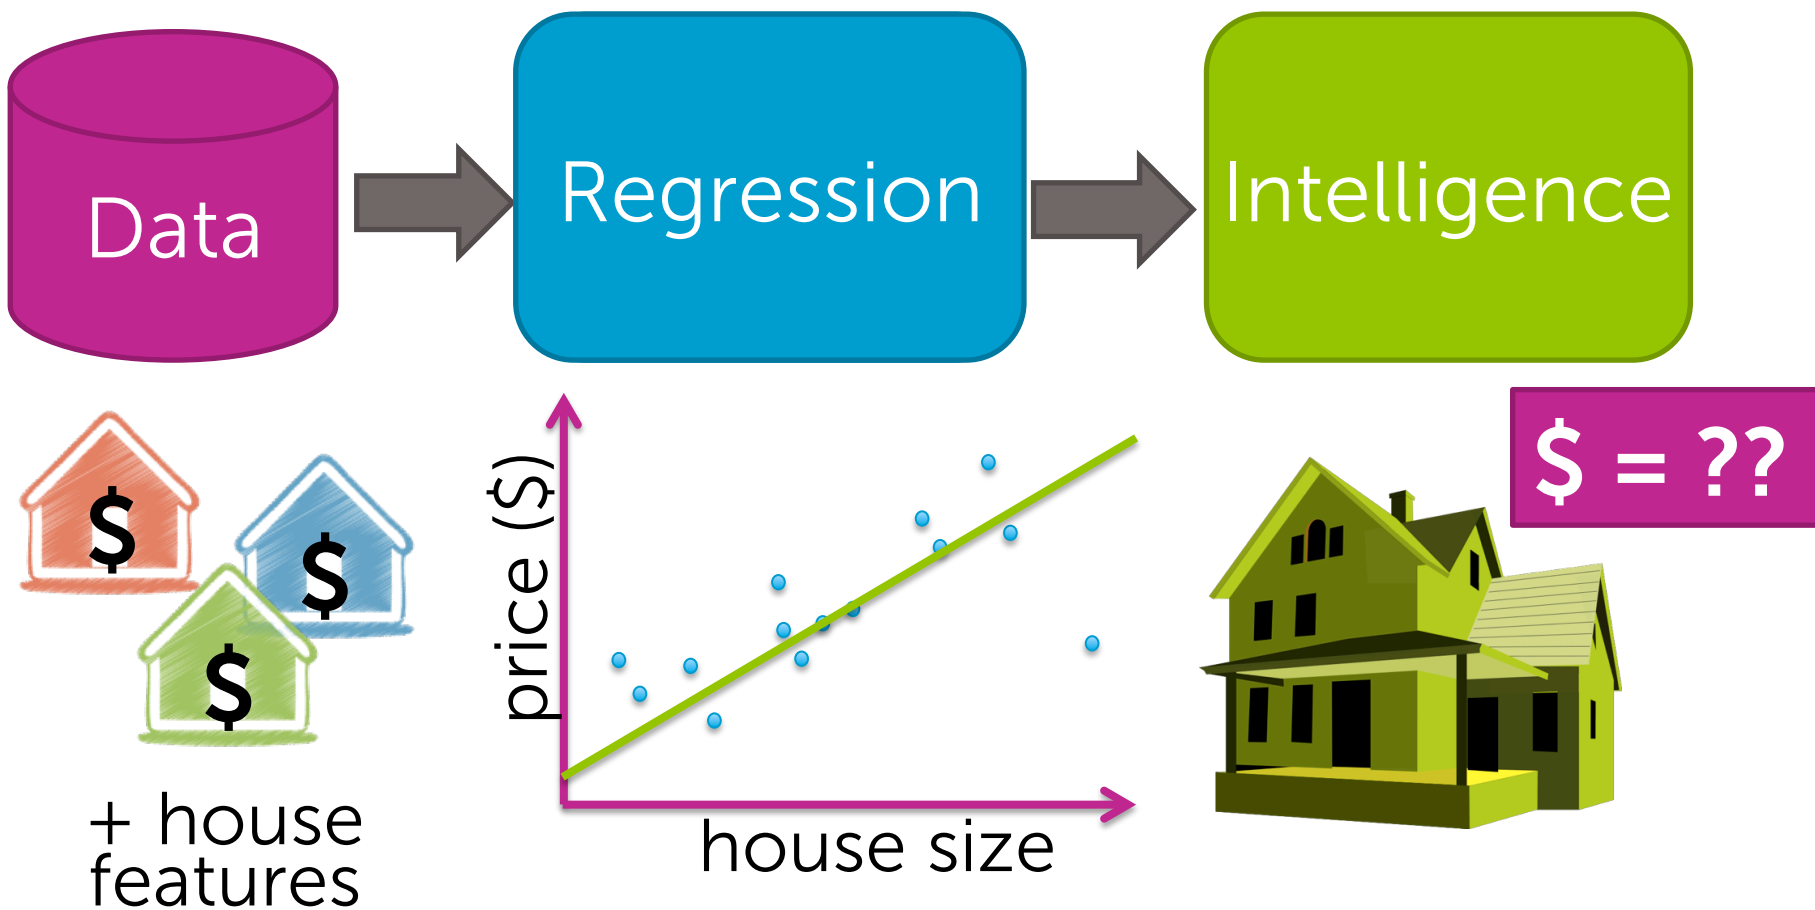 Data
Regression
Intelligence
$
$
$
+ house
features
price ($)
house size
$ = ??